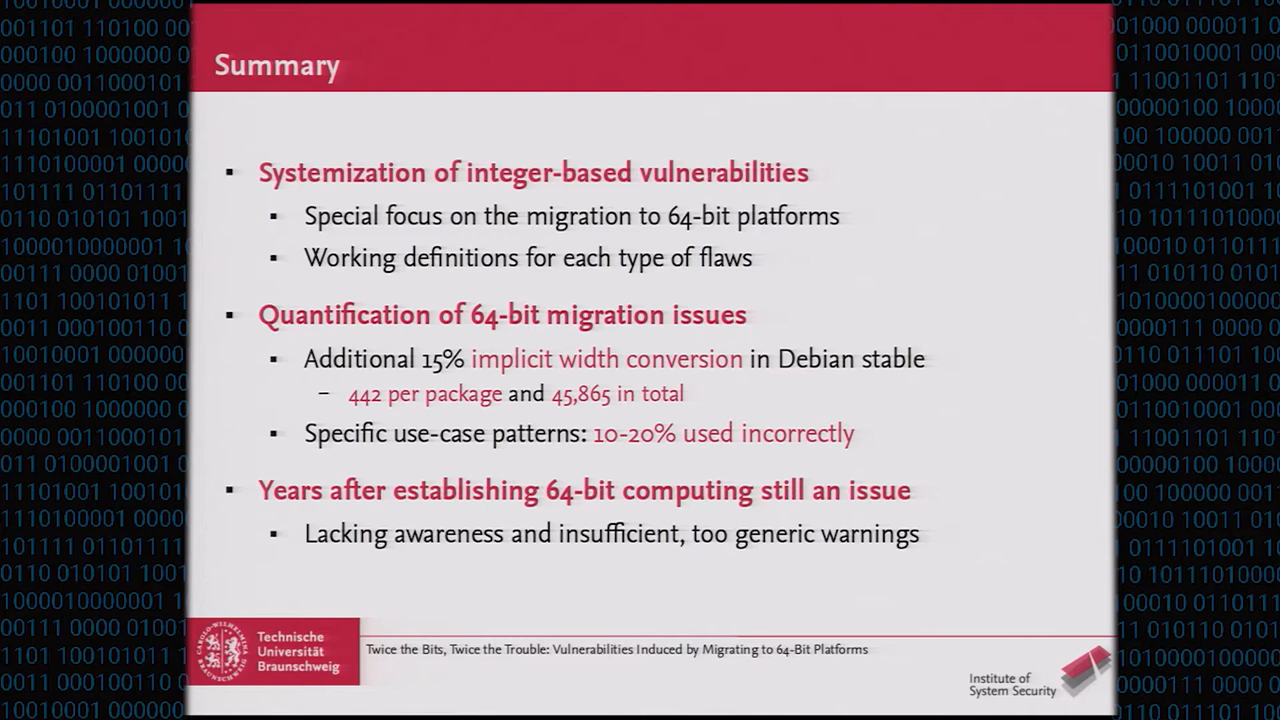 Summary
Systemization of integer-based vulnerabilities
Special focus on the migration to 64-bit platforms
Working definitions for each type of flaws
Quantification of 64-bit migration issues
Additional 15% implicit width conversion in Debian stable
– 442 per package and 45,865 in total
Specific use-case patterns: 10-20% used incorrectly
Years after establishing 64-bit computing still an issue
Lacking awareness and insufficient, too generic warnings
Technische
Universität
Braunschweig
Twice the Bits, Twice the Trouble: Vulnerabilities Induced by Migrating to 64-Bit Platforms
Institute of
System Security